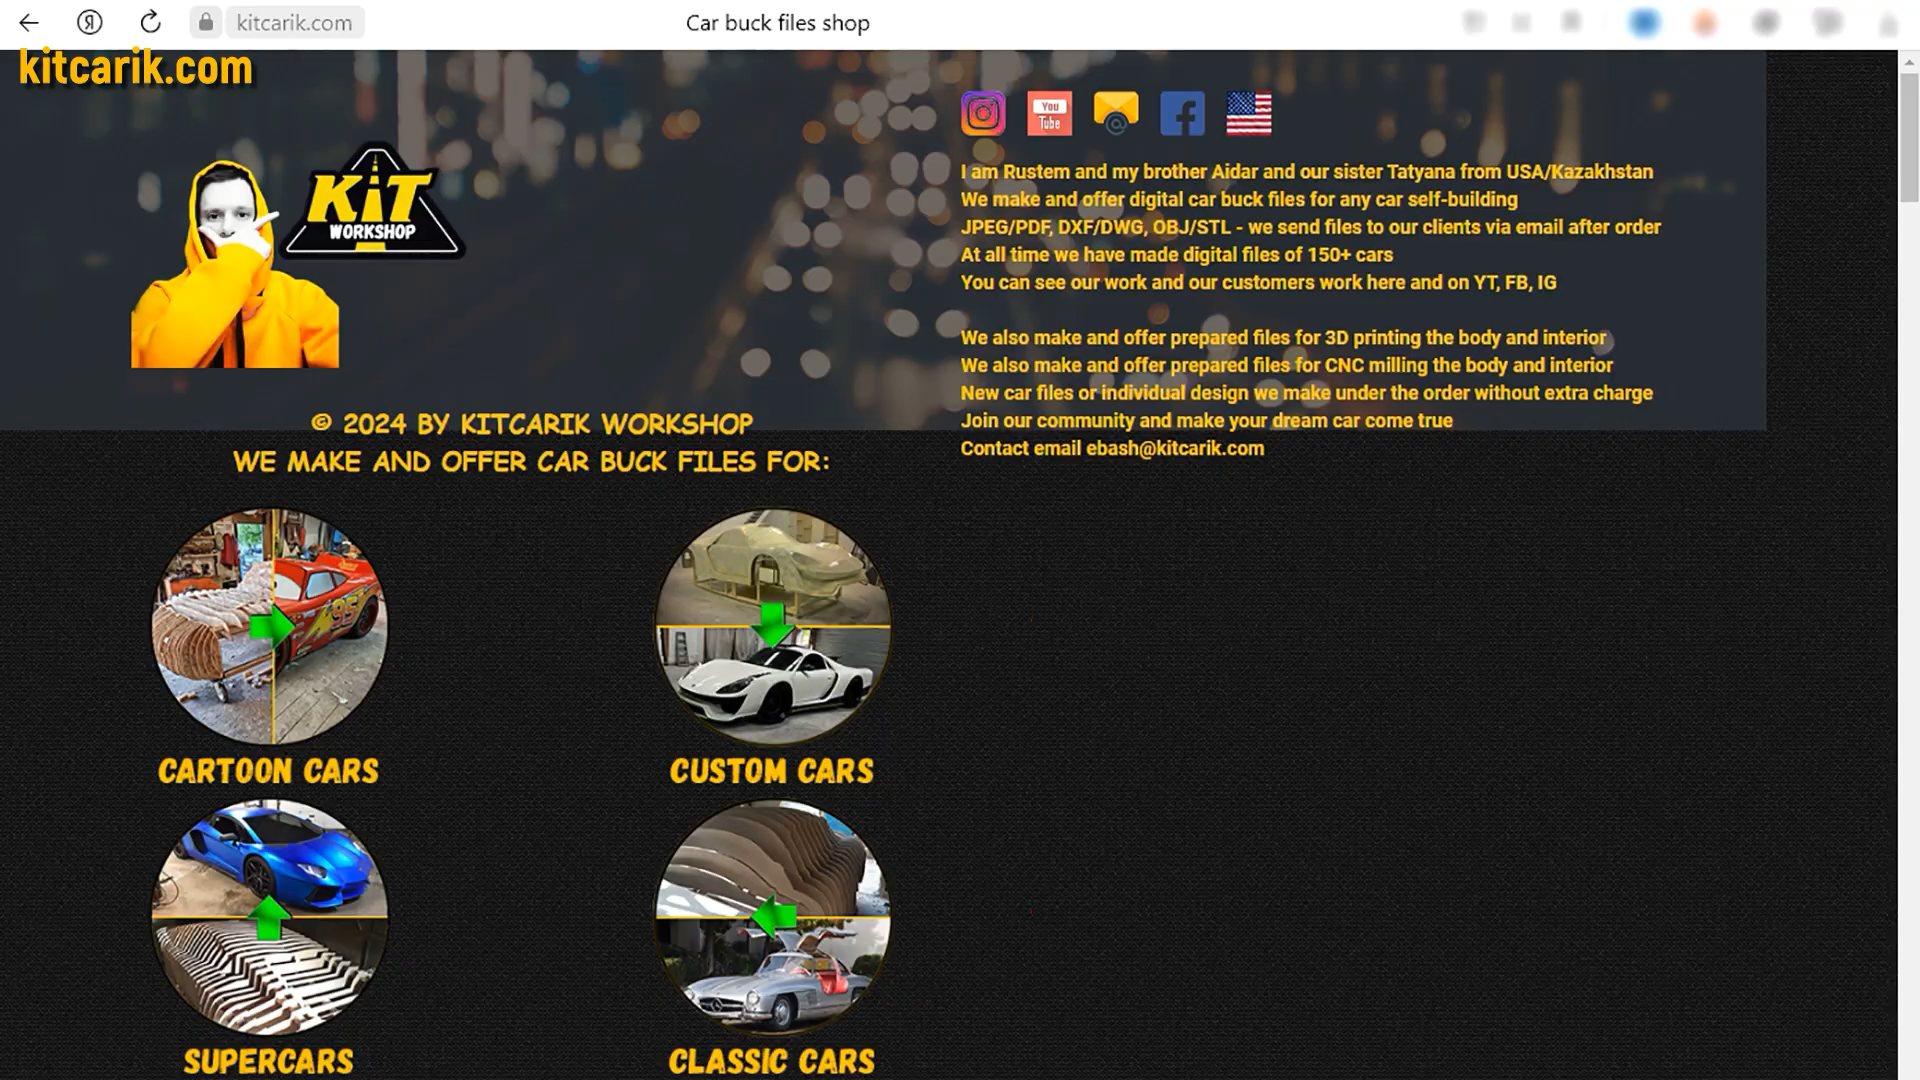 kitcarik.com
Car buck files shop
kitcarik.com
You
Tube
@
KiT
WORKSHOP
I am Rustem and my brother Aidar and our sister Tatyana from USA/Kazakhstan
We make and offer digital car buck files for any car self-building
JPEG/PDF, DXF/DWG, OBJ/STL - we send files to our clients via email after order
At all time we have made digital files of 150+ cars
You can see our work and our customers work here and on YT, FB, IG
We also make and offer prepared files for 3D printing the body and interior
We also make and offer prepared files for CNC milling the body and interior
New car files or individual design we make under the order without extra charge
Join our community and make your dream car come true
Contact email ebash@kitcarik.com
© 2024 BY KITCARIK WORKSHOP
WE MAKE AND OFFER CAR BUCK FILES FOR:
95
CARTOON CARS
CUSTOM CARS
SUPERCARS
CLASSIC CARS